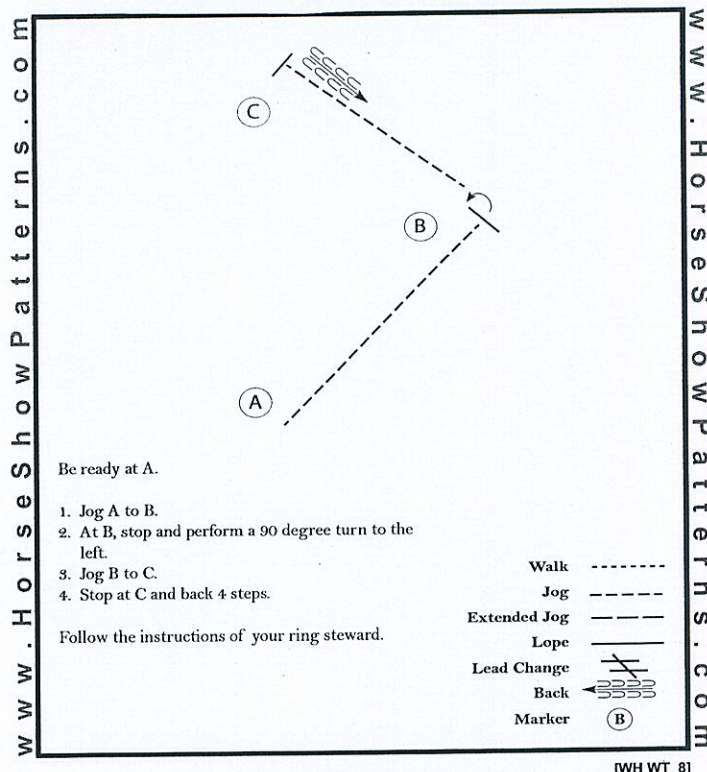 www.HorseShowPatterns.com
C
B
A
Be ready at A.
1. Jog A to B.
2. At B, stop and perform a 90 degree turn to the
left.
3. Jog B to C.
4. Stop at C and back 4 steps.
Follow the instructions of your ring steward.
Walk
Jog
Extended Jog
Lope
Lead Change
Back
Marker B
www.HorseShowPatterns.com
[WH WT_8]